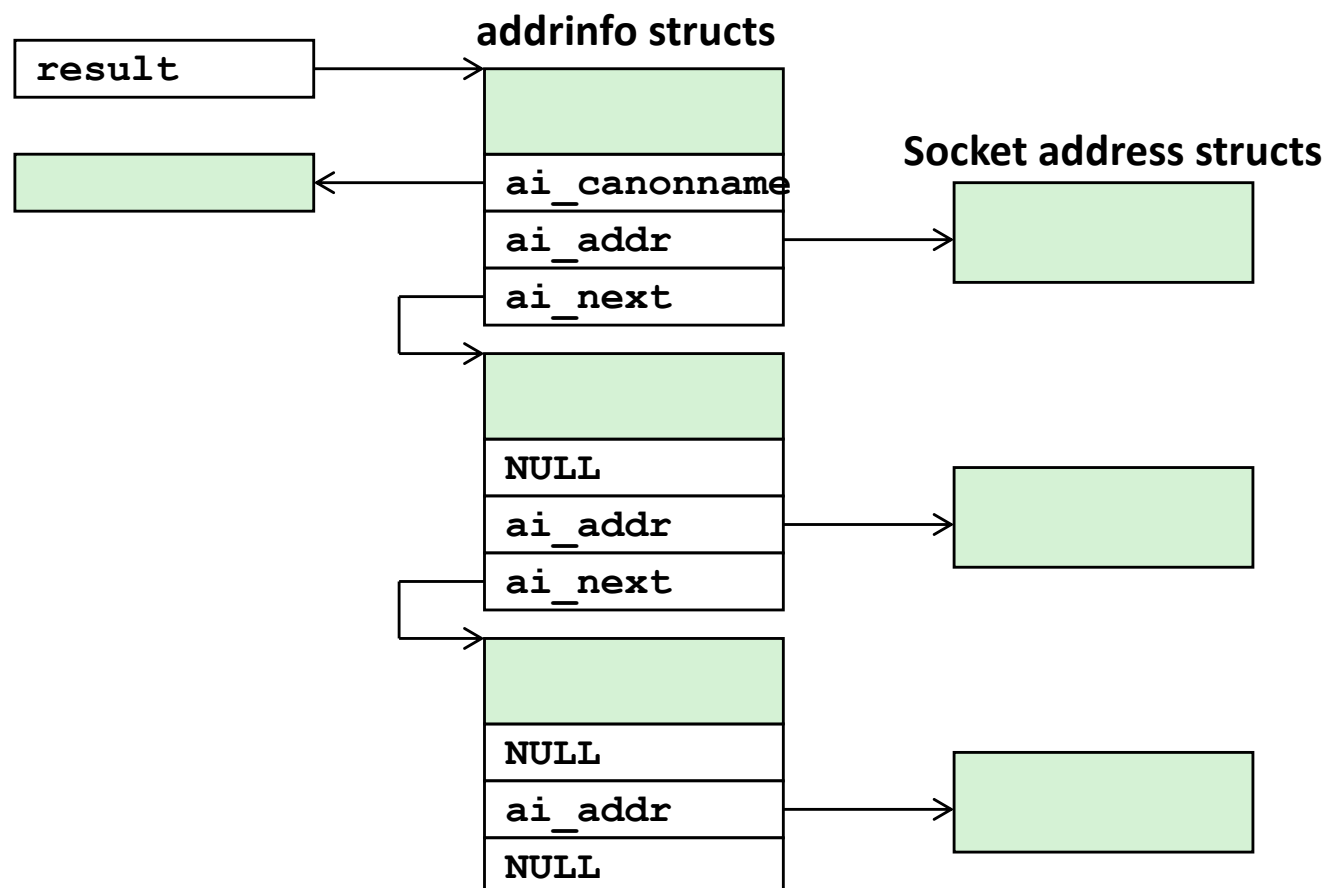 addrinfo structs
result
Socket address structs
ai_canonname
ai_addr
ai_next
NULL
ai_addr
ai_next
NULL
ai_addr
NULL